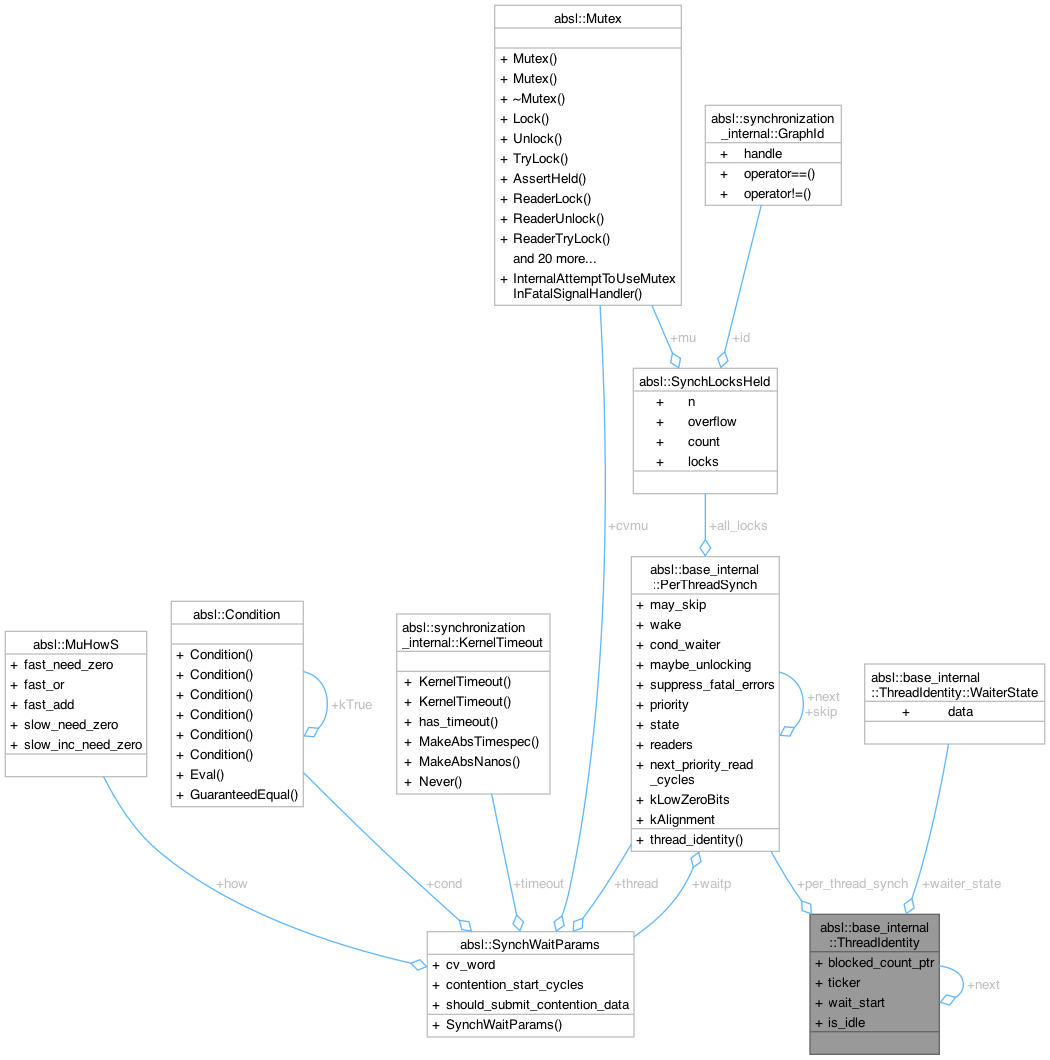 absl::Mutex
+ Mutex()
+ Mutex()
+ ~Mutex()
+ Lock()
+ Unlock()
+ TryLock()
+ AssertHeld()
+ ReaderLock()
+ ReaderUnlock()
+ ReaderTryLock()
and 20 more...
+ InternalAttemptToUseMutex
InFatalSignalHandler()
absl::synchronization
_internal::GraphId
+ handle
+ operator==()
+ operator!=()
+mu
+id
absl::SynchLocksHeld
+ n
+ overflow
+ count
+ locks
+cvmu
+all_locks
absl::base_internal
::PerThreadSynch
+ may_skip
+ wake
+ cond_waiter
+ maybe_unlocking
+ suppress_fatal_errors
+ priority
+ state
+ readers
+ next_priority_read
_cycles
+ kLowZeroBits
+ kAlignment
+ thread_identity()
+next
+skip
absl::MuHowS
+ fast_need_zero
+ fast_or
+ fast_add
+ slow_need_zero
+ slow_inc_need_zero
absl::Condition
+ Condition()
+ Condition()
+ Condition()
+ Condition()
+ Condition()
+ Condition()
+ Eval()
+ GuaranteedEqual()
+kTrue
absl::synchronization
_internal::KernelTimeout
+ KernelTimeout()
+ KernelTimeout()
+ has_timeout()
+ MakeAbsTimespec()
+ MakeAbsNanos()
+ Never()
absl::base_internal
::ThreadIdentity::WaiterState
+ data
+how
+cond
+timeout
+thread
+waitp
+per_thread_synch
+waiter_state
absl::SynchWaitParams
+ cv_word
+ contention_start_cycles
+ should_submit_contention_data
+ SynchWaitParams()
absl::base_internal
::ThreadIdentity
+ blocked_count_ptr
+ ticker
+ wait_start
+ is_idle
+next